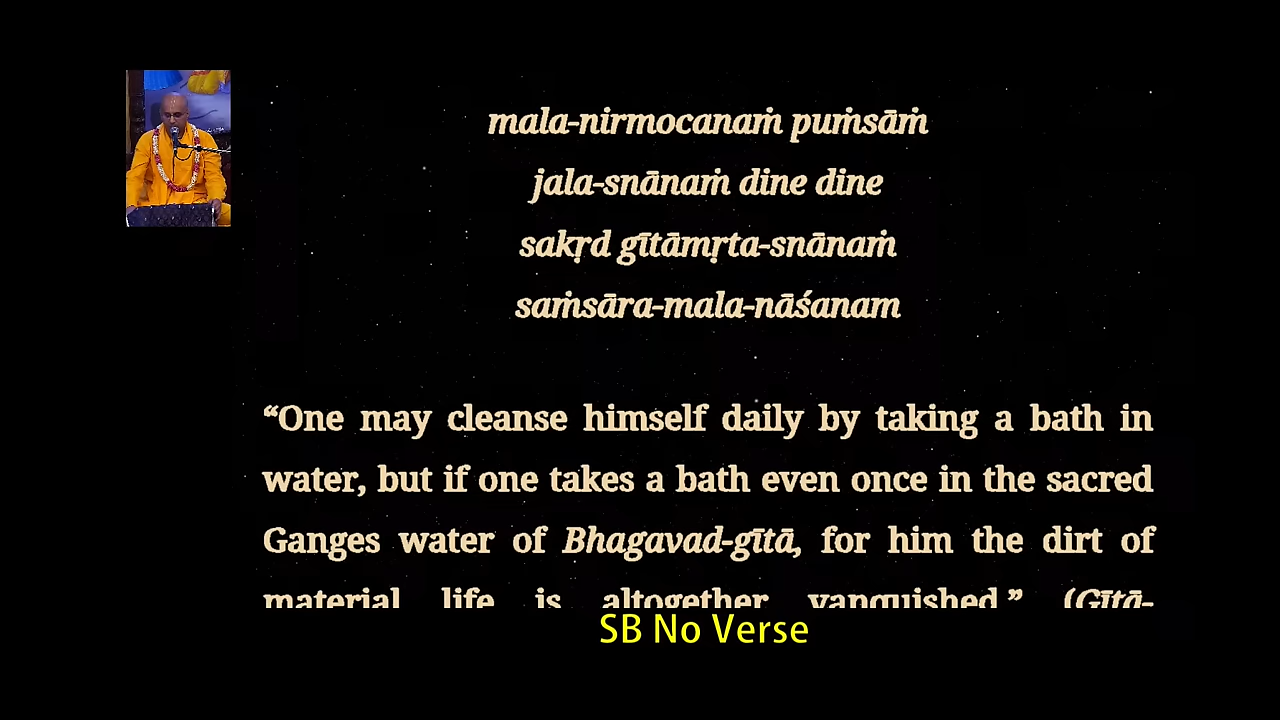 mala-nirmocanaṁ puṁsāṁ
jala-snānaṁ dine dine
sakṛd gītāmṛta-snānaṁ
saṁsāra-mala-nāśanam
“One may cleanse himself daily by taking a bath in
water, but if one takes a bath even once in the sacred
Ganges water of Bhagavad-gītā, for him the dirt of
material life is altogether vanquished.” (Gītā-
SB No Verse